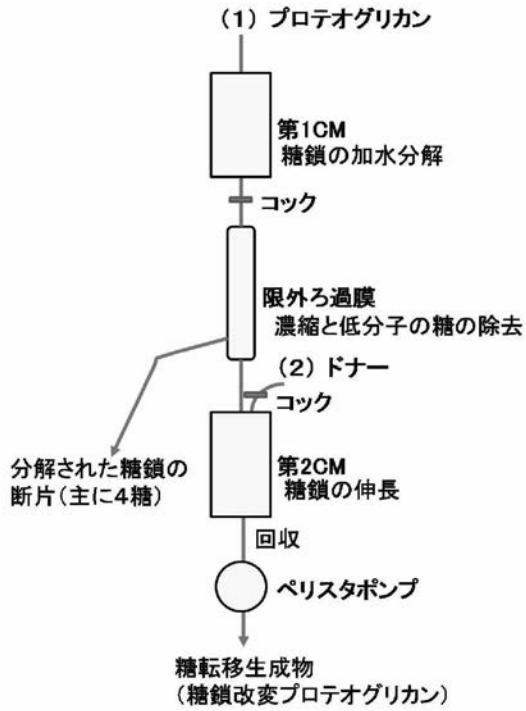 (1) プロテオグリカン
第1CM
糖鎖の加水分解
コック
限外ろ過膜
濃縮と低分子の糖の除去
(2) ドナー
コック
分解された糖鎖の
断片(主に4糖)
第2CM
糖鎖の伸長
回収
ペリスタポンプ
糖転移生成物
(糖鎖改変プロテオグリカン)